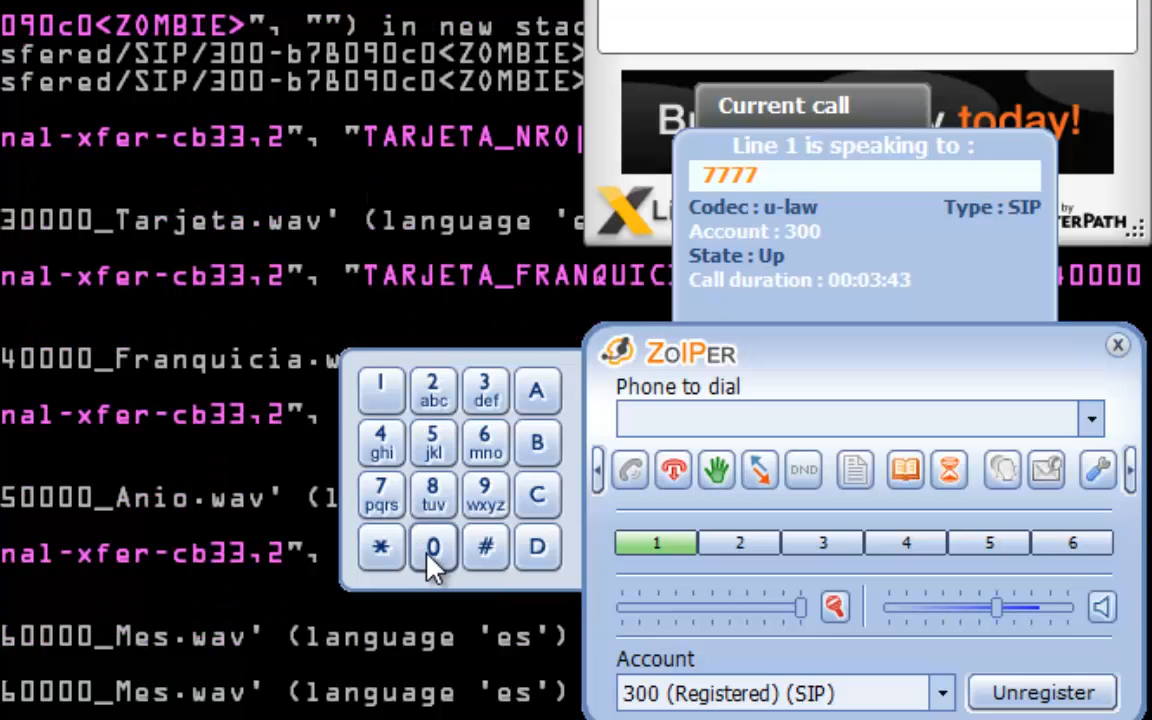 090c0<ZOMBIE>", "") in new stac
sfered/SIP/300-b78090c0<ZOMBIE>
sfered/SIP/300-b78090c0<ZOMBIE>
nal-xfer-cb33,2", "TARJETA_NRO|
30000_Tarjeta.wav' (language 'e
nal-xfer-cb33,2", "TARJETA_FRANQUICI 40000
40000_Franquicia.w
nal-xfer-cb33,2",
50000_Anio.wav' (l
nal-xfer-cb33,2",
60000_Mes.wav' (language 'es')
60000_Mes.wav' (language 'es')
Bu y today!
X Li by
ERPATH
Current call
Line 1 is speaking to :
7777
Codec : u-law Type : SIP
Account : 300
State : Up
Call duration : 00:03:43
ZOIPER
Phone to dial
DND
1 2 3 4 5 6
Account
300 (Registered) (SIP) Unregister
1 2 abc 3 def A
4 ghi 5 jkl 6 mno B
7 pqrs 8 tuv 9 wxyz C
* 0 # D